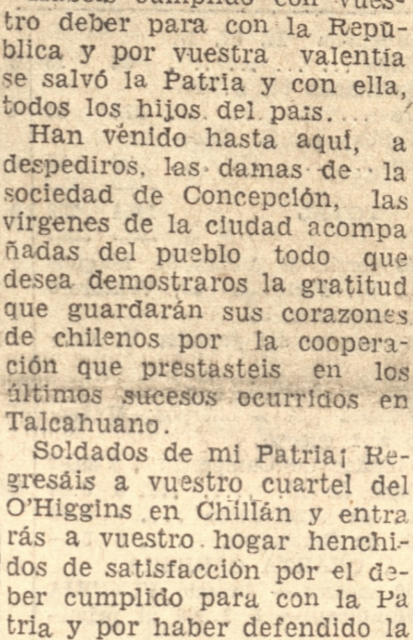 cumplido con vues-
tro deber para con la Repú-
blica y por vuestra valentía
se salvó la Patria y con ella,
todos los hijos del país....
Han venido hasta aquí, a
despediros, las damas de la
sociedad de Concepción, las
vírgenes de la ciudad acompa
ñadas del pueblo todo que
desea demostraros la gratitud
que guardarán sus corazones
de chilenos por la coopera-
ción que prestasteis en los
últimos sucesos ocurridos en
Talcahuano.
Soldados de mi Patria¡ Re-
gresáis a vuestro cuartel del
O'Higgins en Chillán y entra
rás a vuestro hogar henchi-
dos de satisfacción por el de-
ber cumplido para con la Pa
tria y por haber defendido la